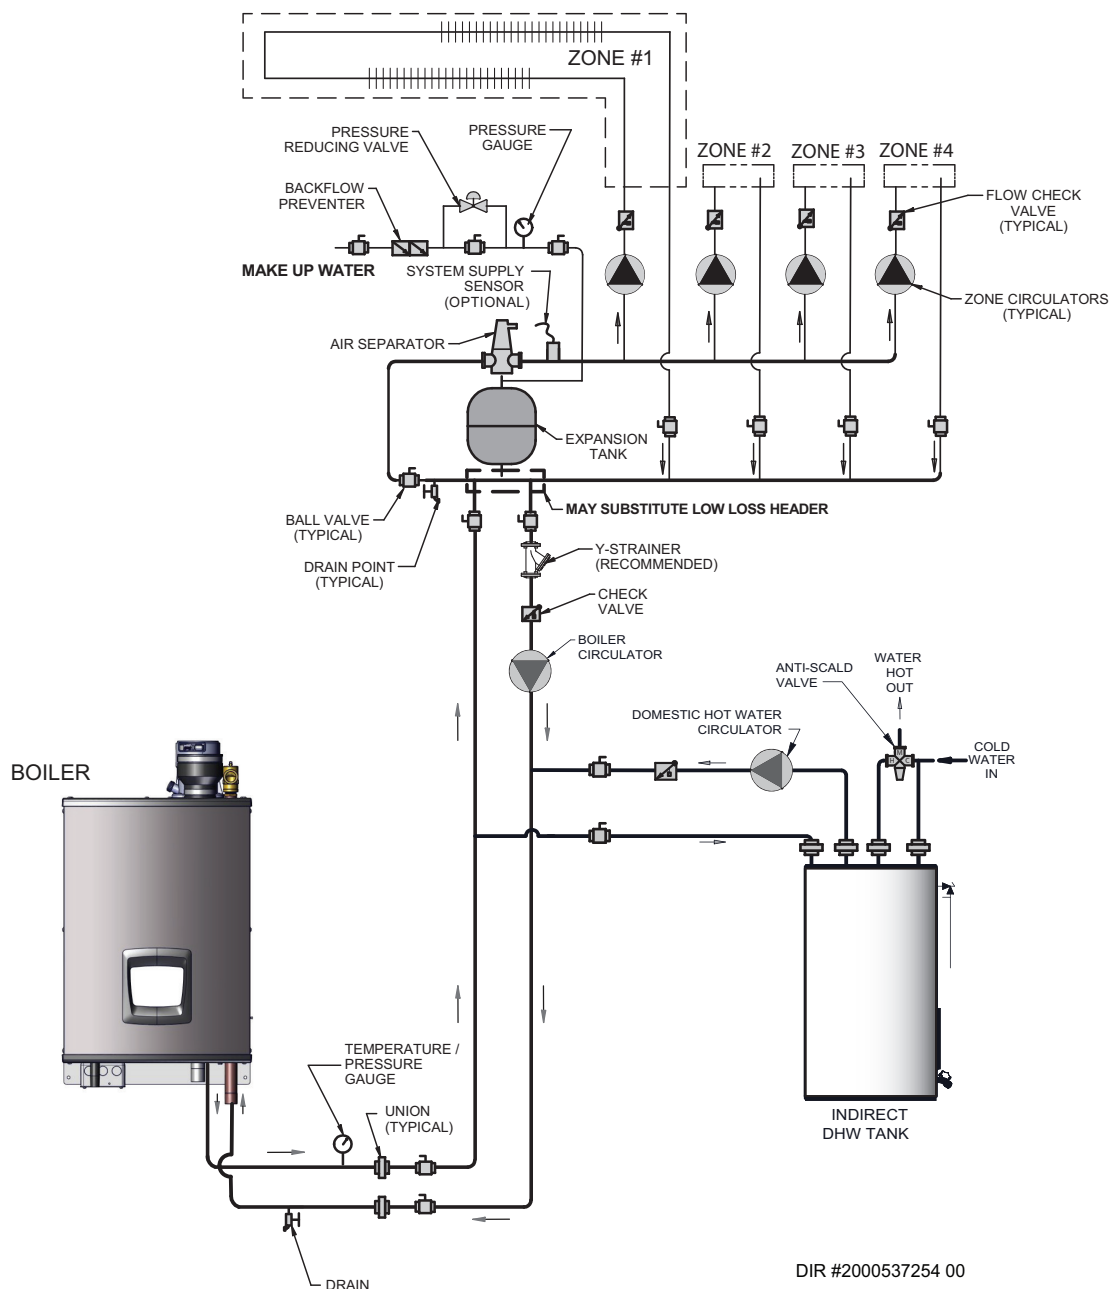 ZONE #1
PRESSURE
REDUCING VALVE
PRESSURE
GAUGE
ZONE #2
ZONE #3
ZONE #4
BACKFLOW
PREVENTER
FLOW CHECK
VALVE
(TYPICAL)
MAKE UP WATER
SYSTEM SUPPLY
SENSOR
(OPTIONAL)
ZONE CIRCULATORS
(TYPICAL)
AIR SEPARATOR
EXPANSION
TANK
BALL VALVE
(TYPICAL)
MAY SUBSTITUTE LOW LOSS HEADER
DRAIN POINT
(TYPICAL)
Y-STRAINER
(RECOMMENDED)
CHECK
VALVE
BOILER
CIRCULATOR
ANTI-SCALD
VALVE
WATER
HOT
OUT
DOMESTIC HOT WATER
CIRCULATOR
M
H
C
COLD
WATER
IN
BOILER
TEMPERATURE /
PRESSURE
GAUGE
UNION
(TYPICAL)
INDIRECT
DHW TANK
DRAIN
DIR #2000537254 00